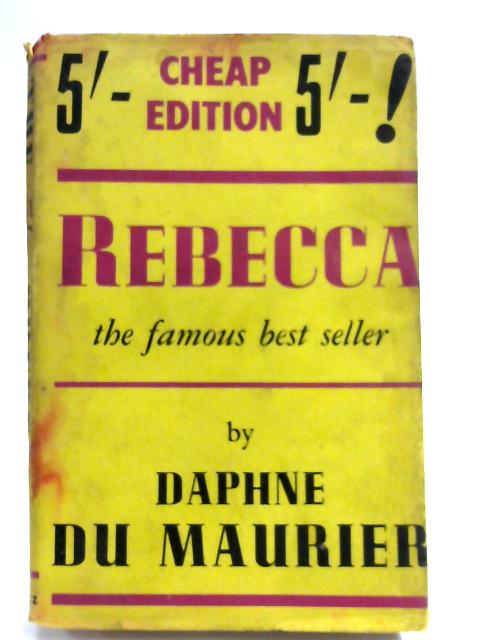 5/- CHEAP EDITION 5/-!
REBECCA
the famous best seller
by
DAPHNE
DU MAURIER